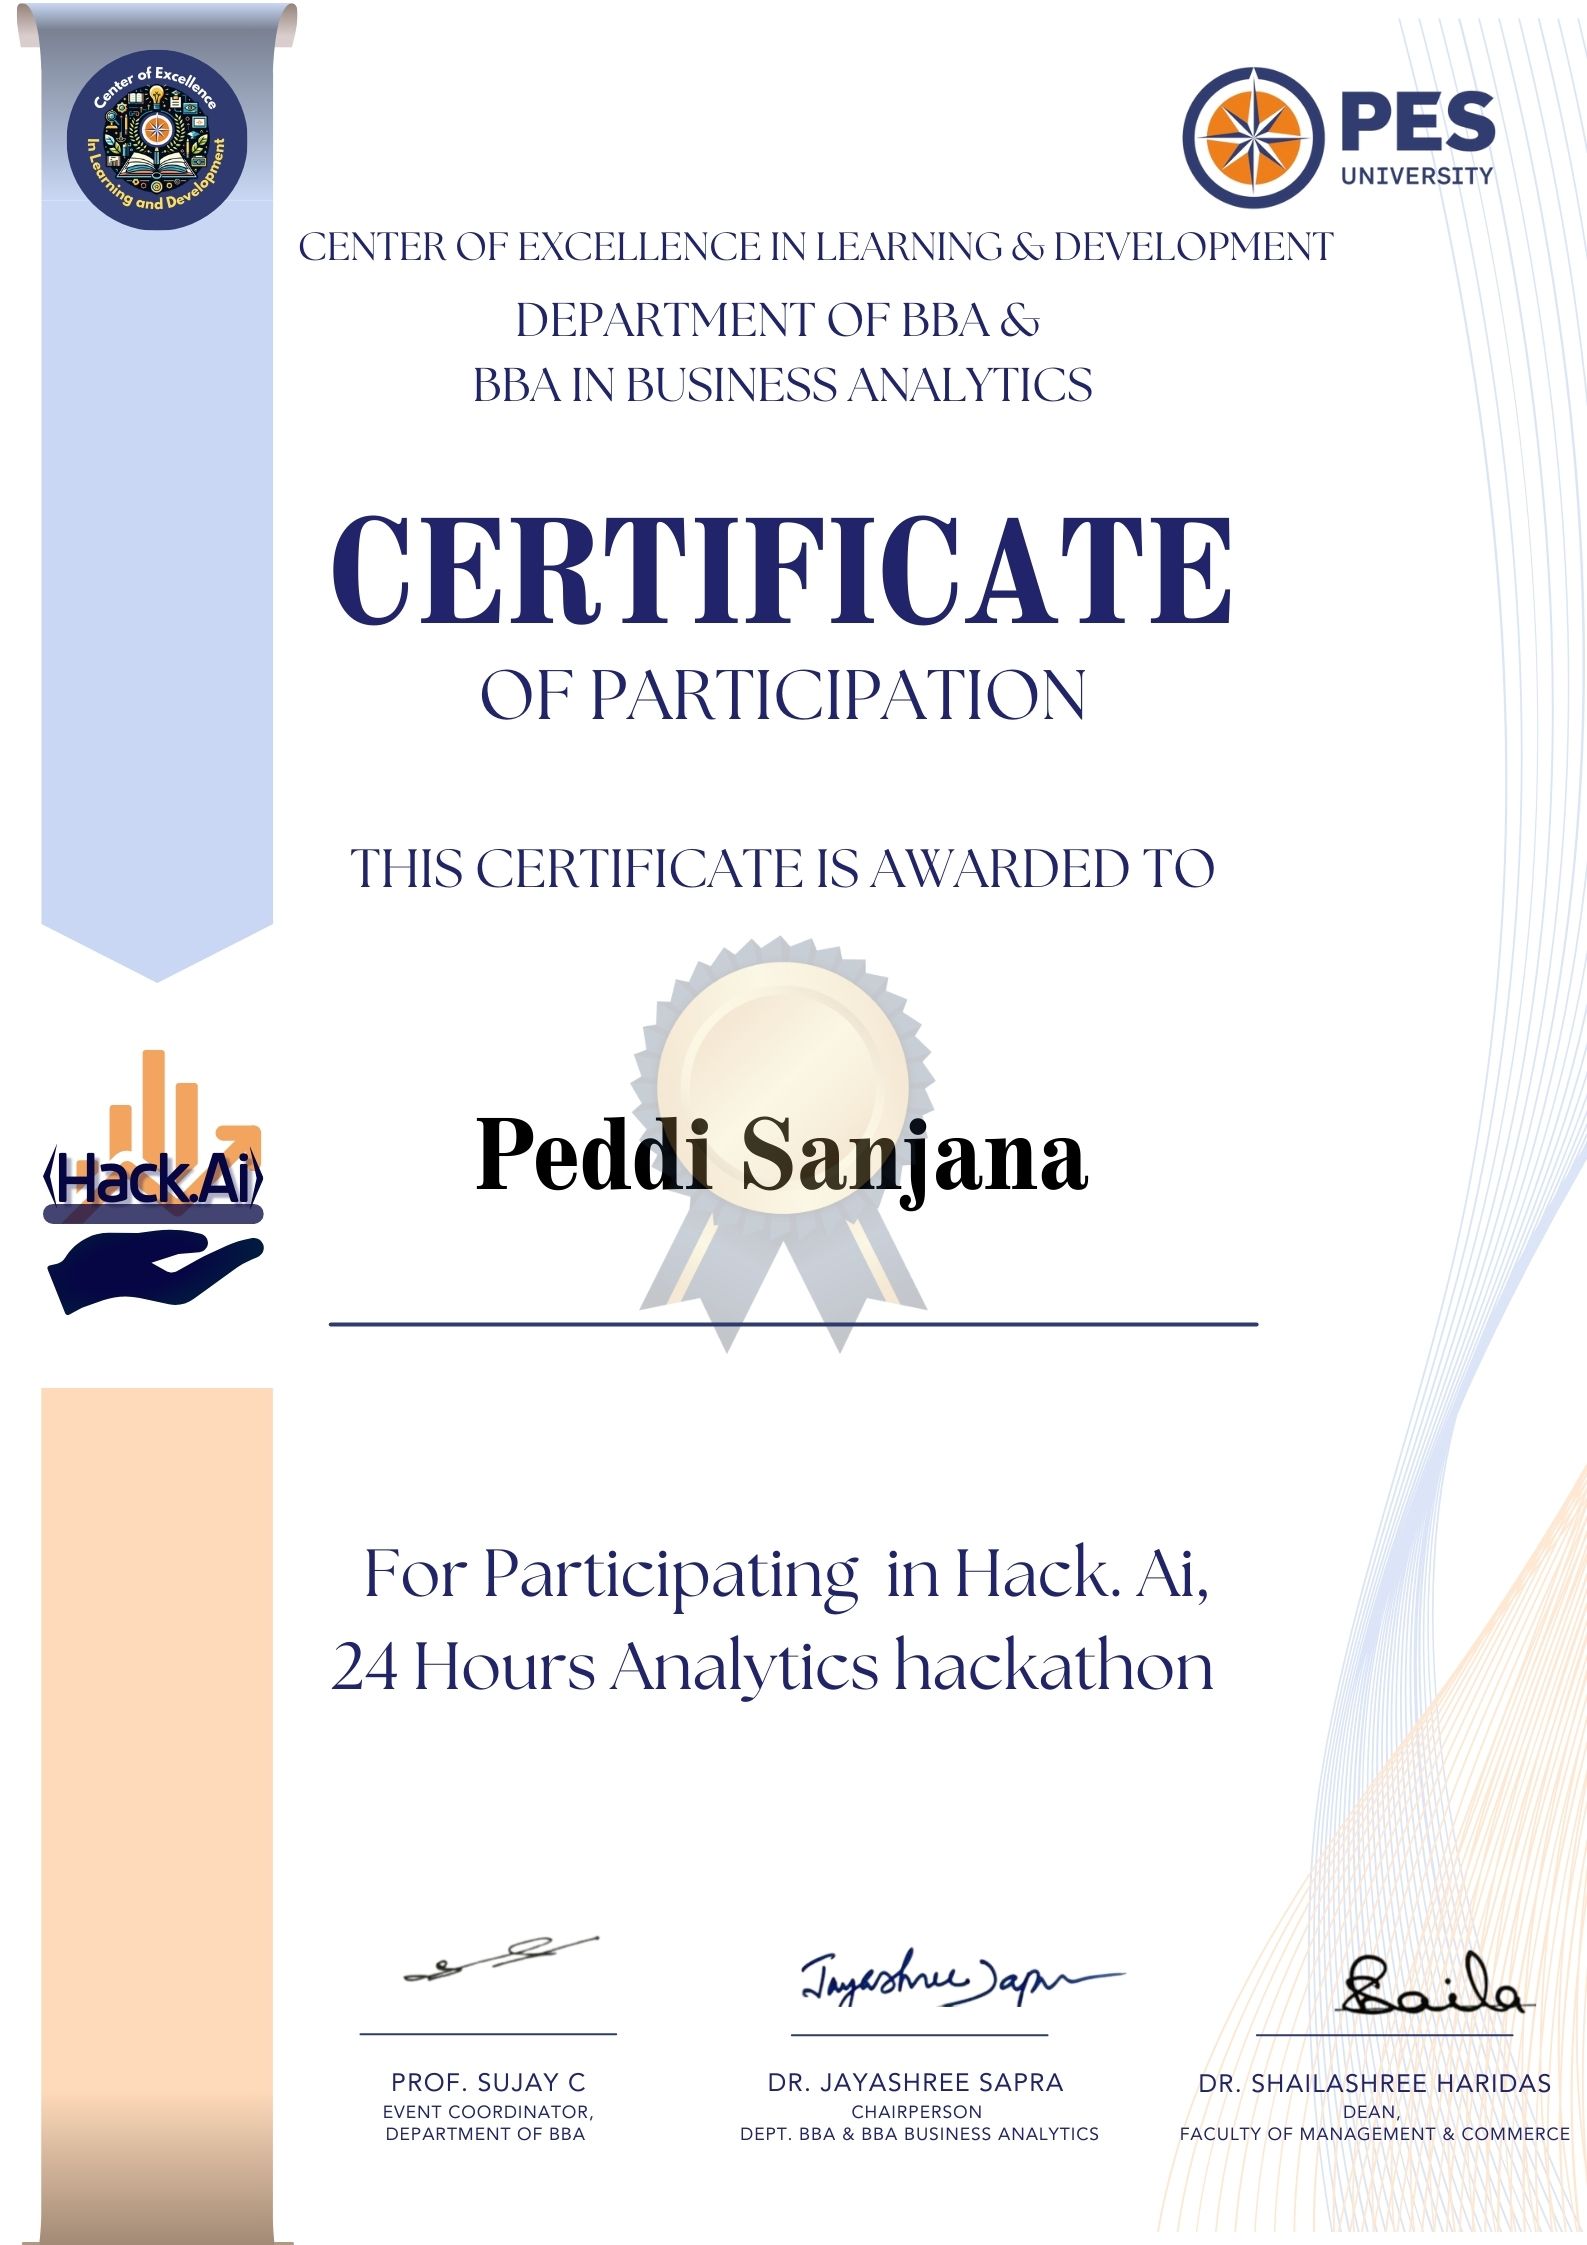 Center of Excellence
In Learning and Development
PES
UNIVERSITY
CENTER OF EXCELLENCE IN LEARNING & DEVELOPMENT
DEPARTMENT OF BBA &
BBA IN BUSINESS ANALYTICS
CERTIFICATE
OF PARTICIPATION
THIS CERTIFICATE IS AWARDED TO
Peddi Sanjana
⟨Hack.Ai⟩
For Participating in Hack. Ai,
24 Hours Analytics hackathon
Jayashree Sapra
Saila
PROF. SUJAY C
EVENT COORDINATOR,
DEPARTMENT OF BBA
DR. JAYASHREE SAPRA
CHAIRPERSON
DEPT. BBA & BBA BUSINESS ANALYTICS
DR. SHAILASHREE HARIDAS
DEAN,
FACULTY OF MANAGEMENT & COMMERCE